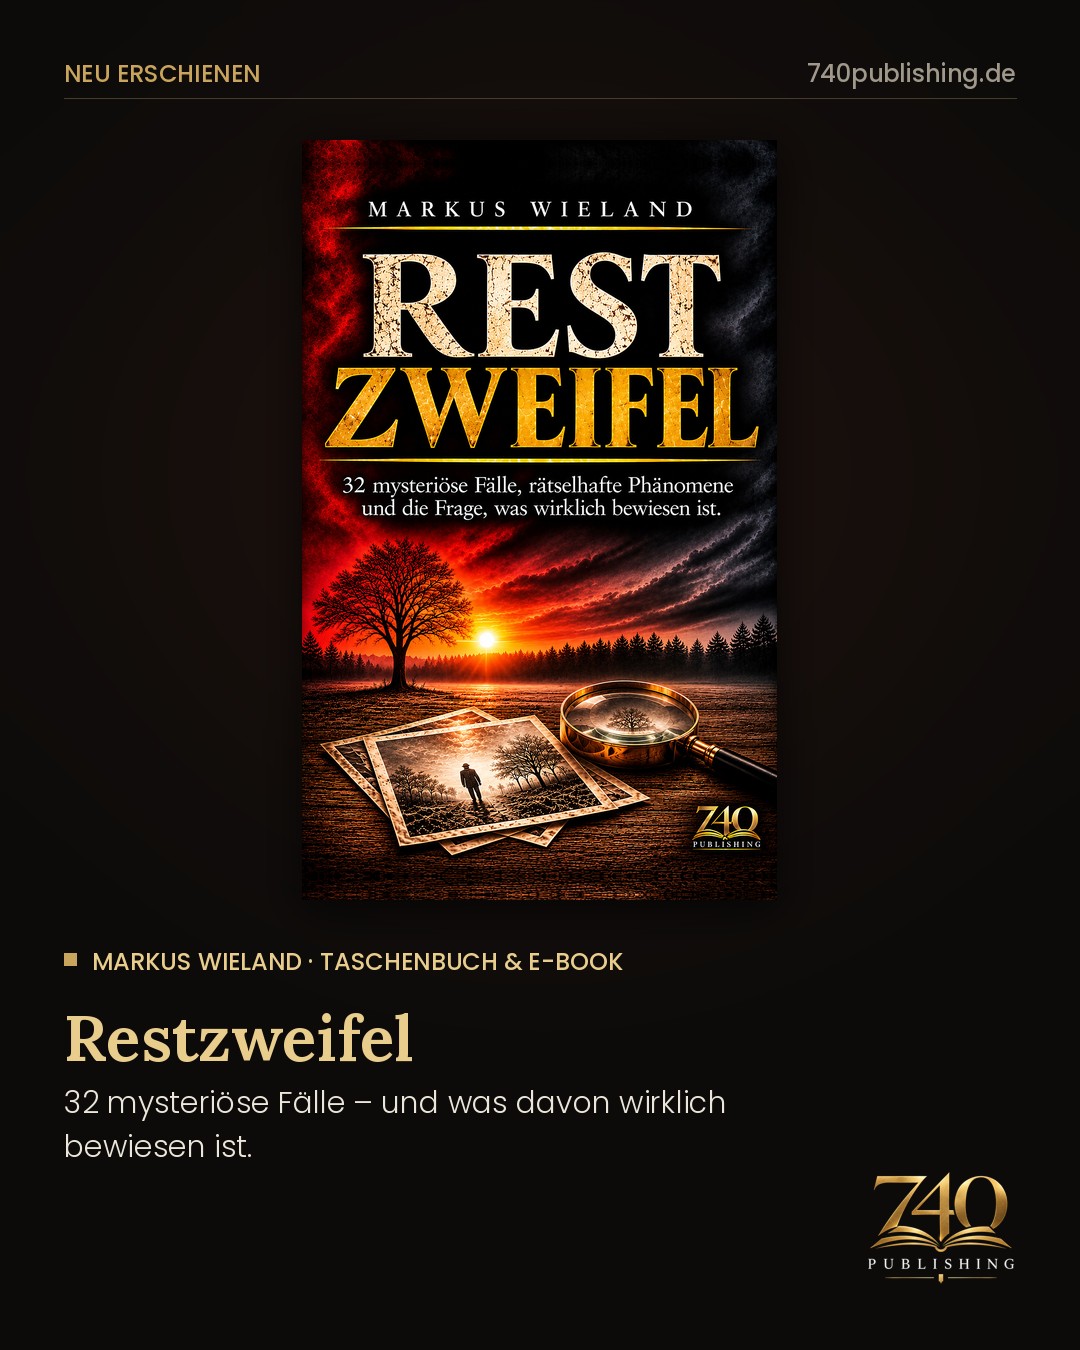 NEU ERSCHIENEN
740publishing.de
MARKUS WIELAND
REST
ZWEIFEL
32 mysteriöse Fälle, rätselhafte Phänomene
und die Frage, was wirklich bewiesen ist.
740
PUBLISHING
MARKUS WIELAND · TASCHENBUCH & E-BOOK
Restzweifel
32 mysteriöse Fälle – und was davon wirklich
bewiesen ist.
740
PUBLISHING